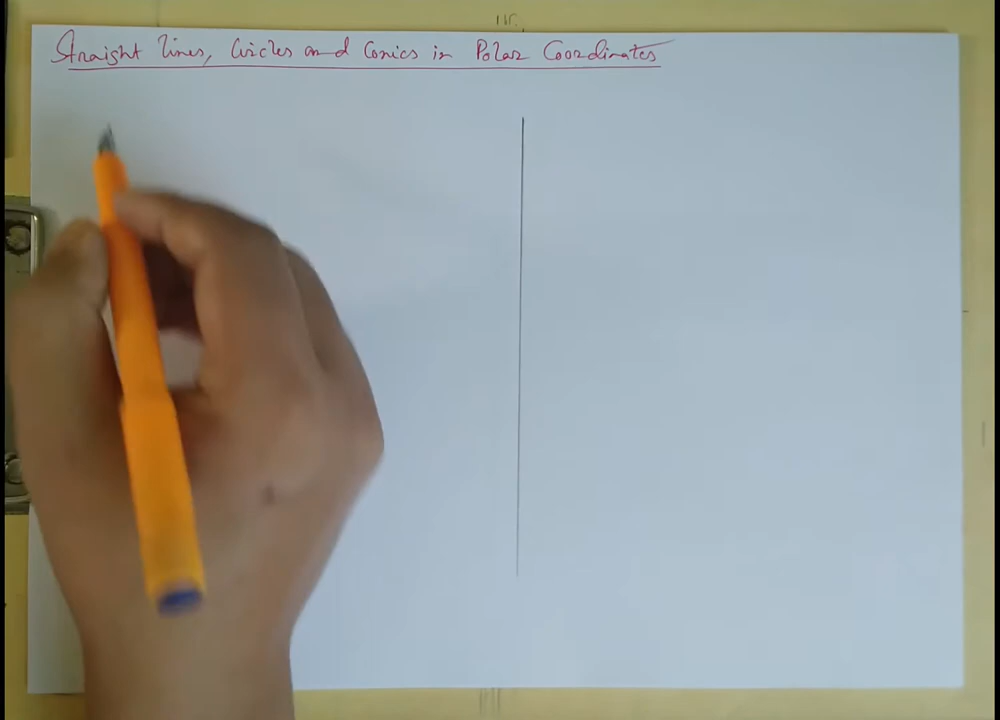 Straight lines, Circles and Conics in Polar Coordinates